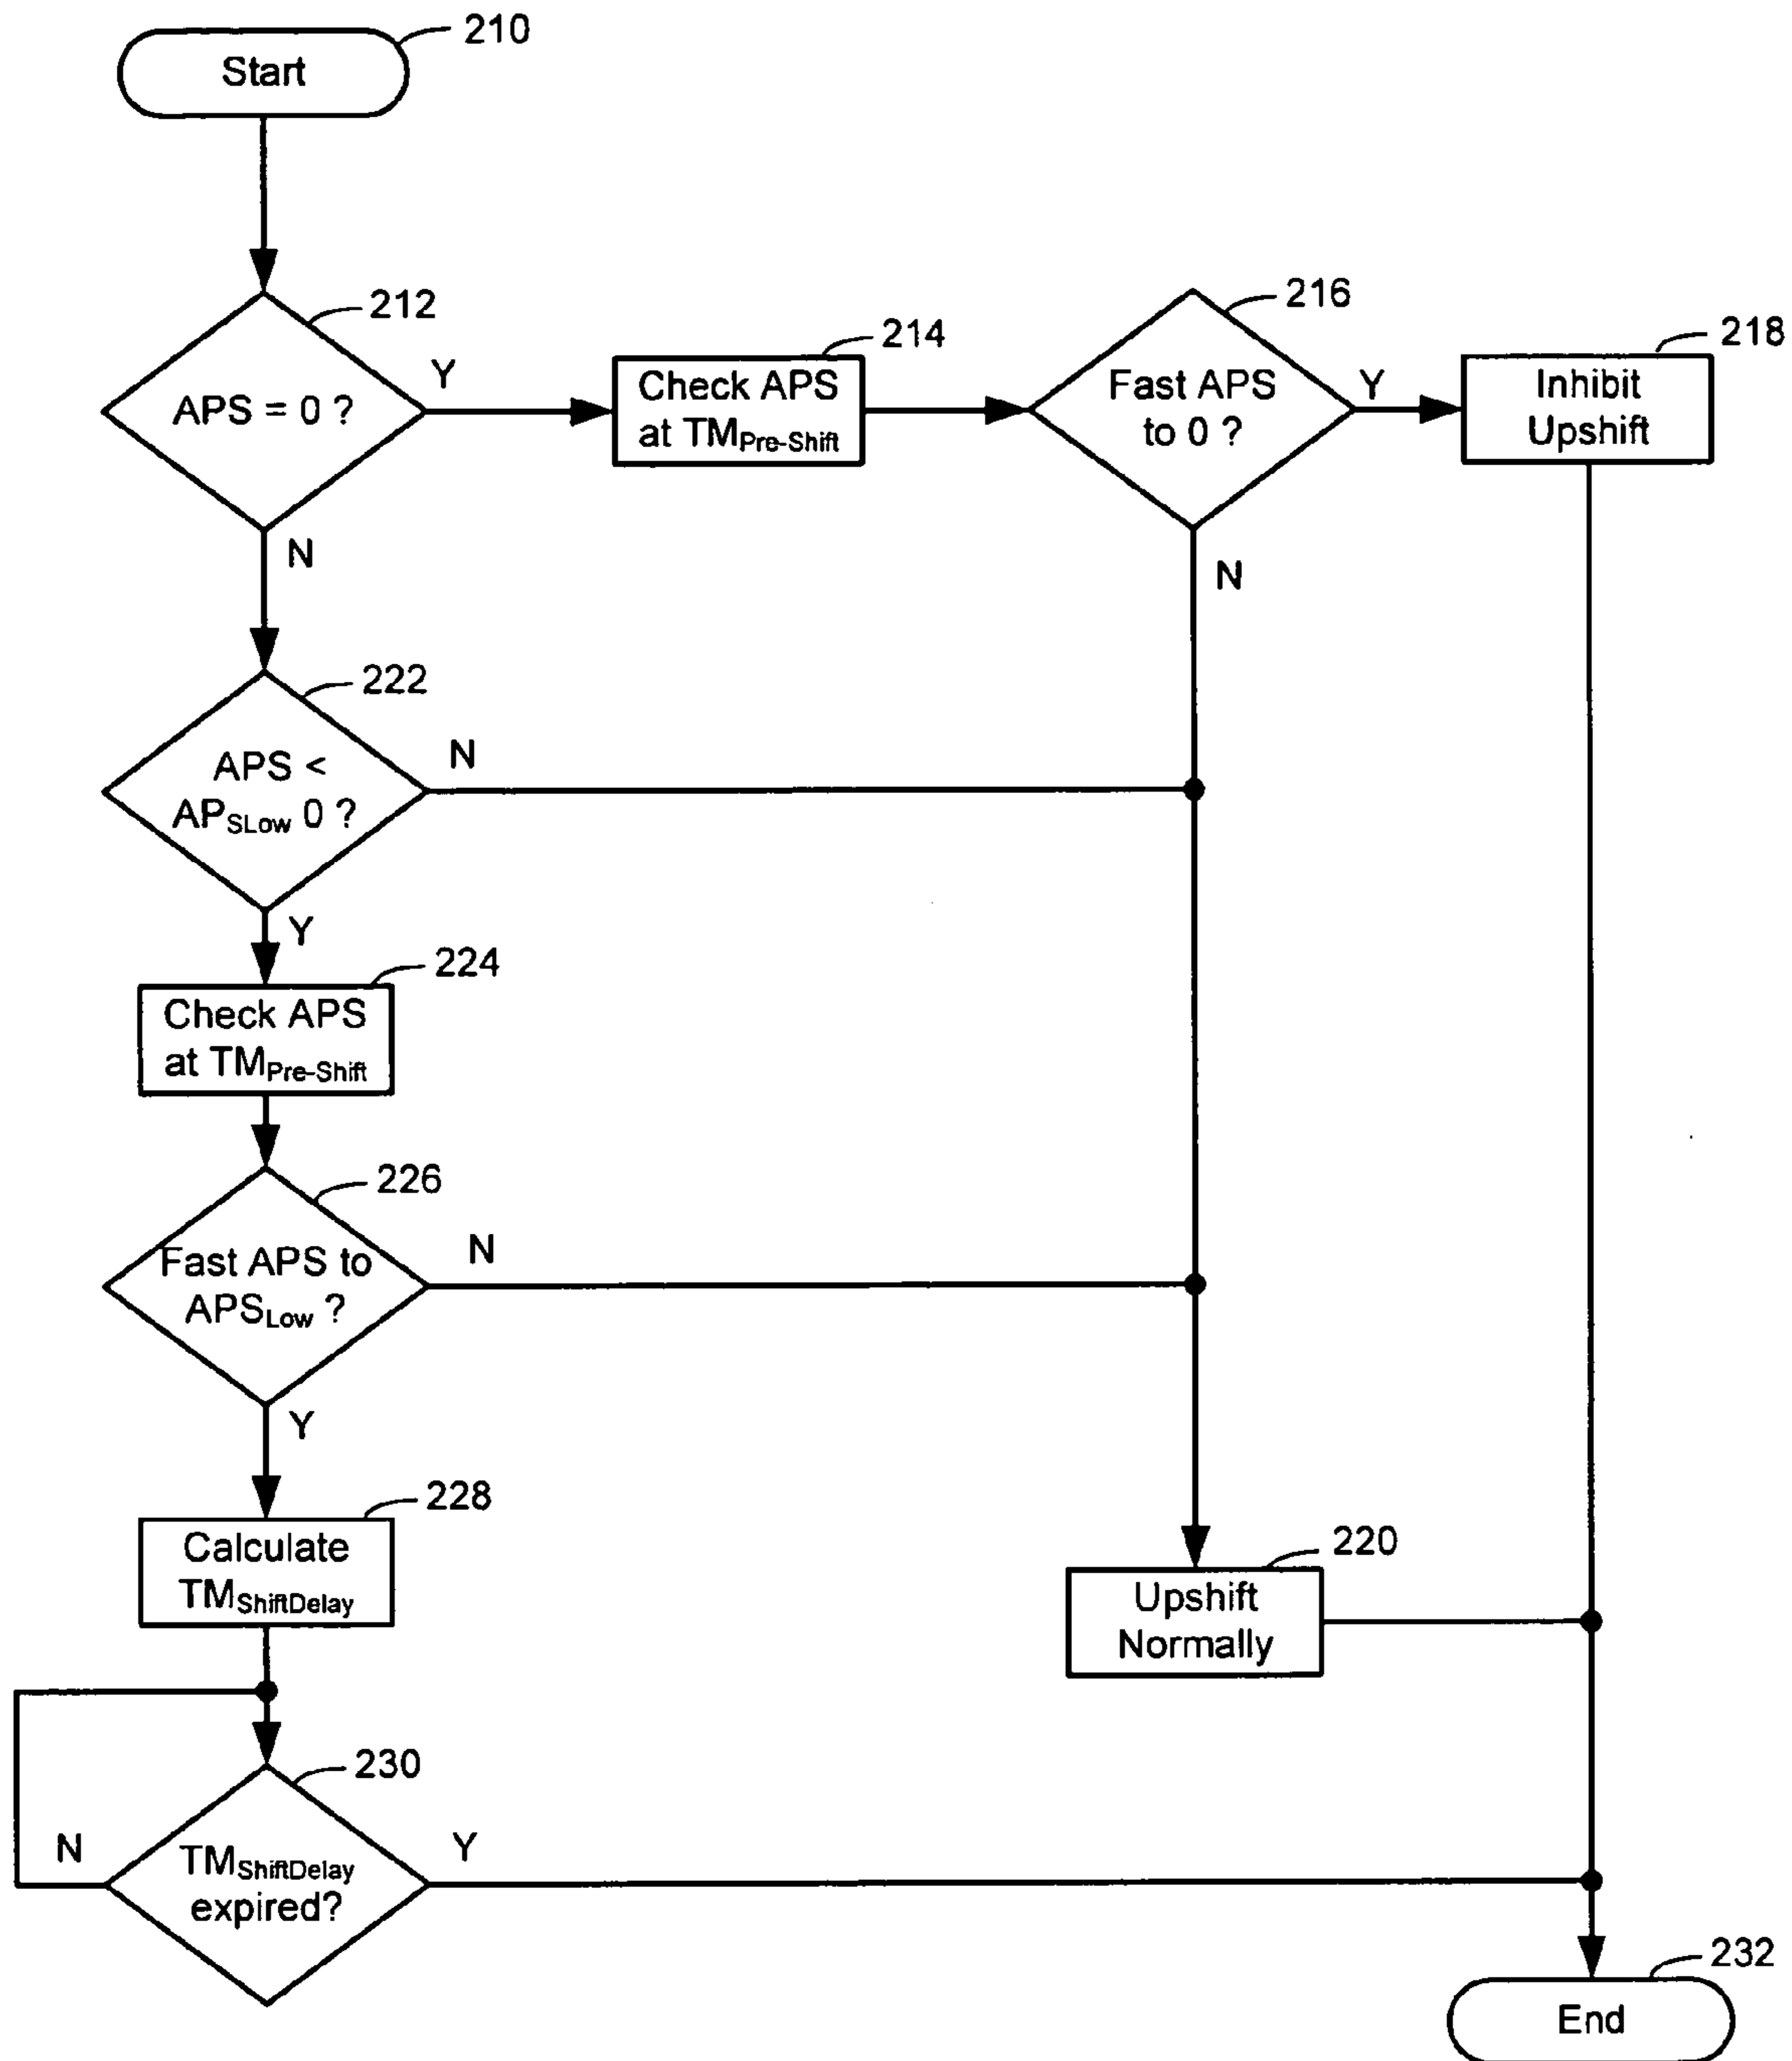 210
Start
212
APS = 0 ?
Y
N
214
Check APS
at TMPre-Shift
216
Fast APS
to 0 ?
Y
N
218
Inhibit
Upshift
222
APS <
APSLow 0 ?
N
Y
224
Check APS
at TMPre-Shift
226
Fast APS to
APSLow ?
N
Y
228
Calculate
TMShiftDelay
220
Upshift
Normally
230
TMShiftDelay
expired?
N
Y
232
End